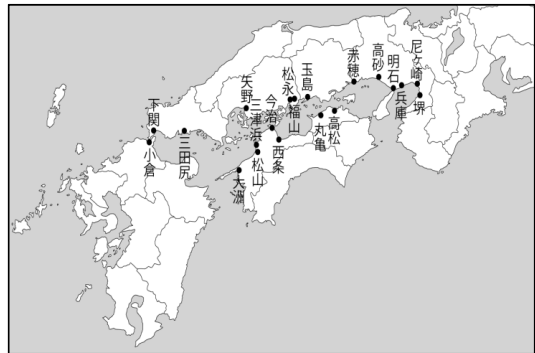 下関
小倉
三田尻
矢野
三津浜
松山
大洲
今治
西条
松永
福山
玉島
丸亀
高松
赤穂
高砂
明石
兵庫
尼ヶ崎
堺